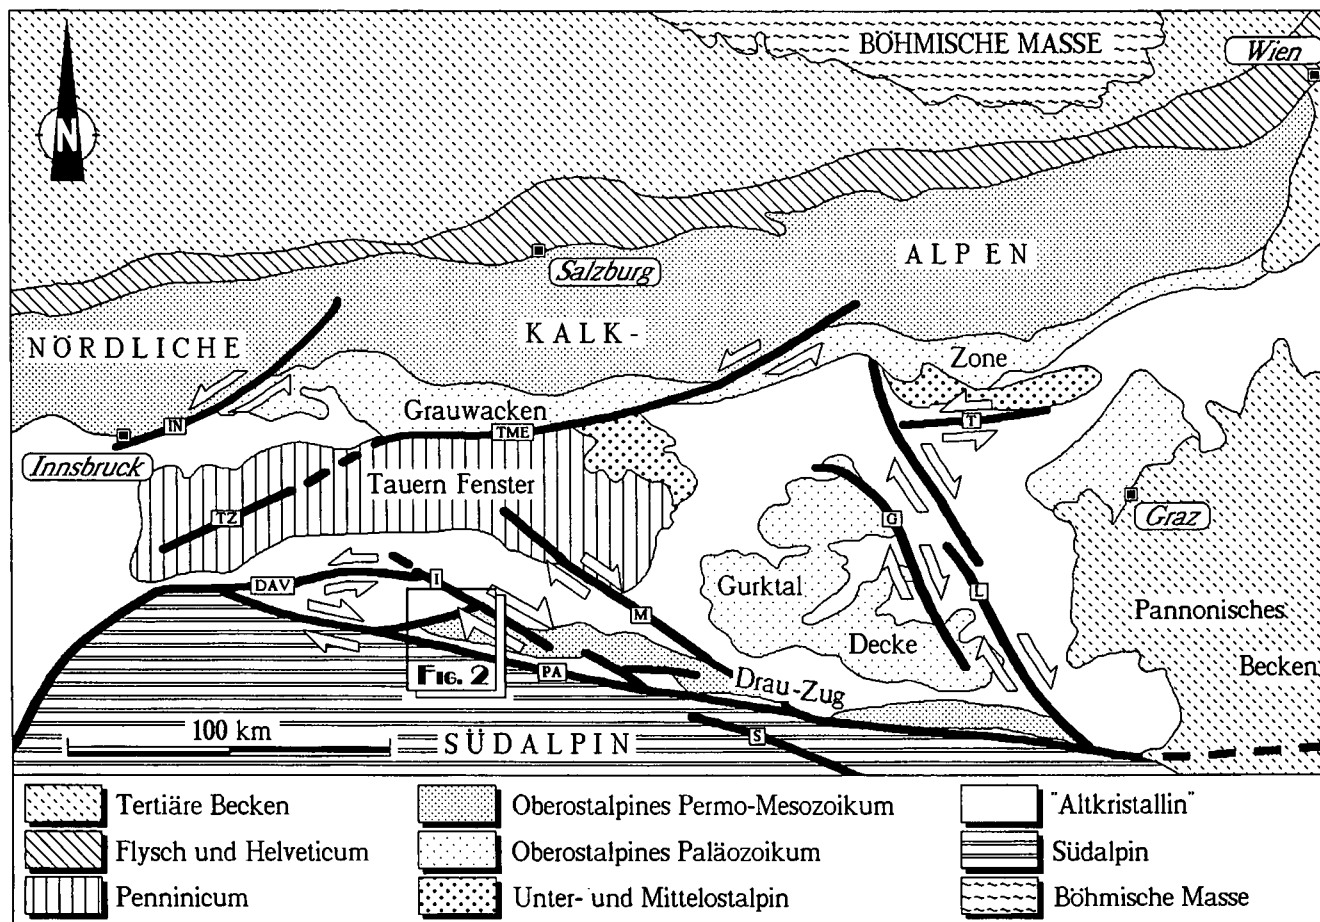 BÖHMISCHE MASSE
Wien
N
ALPEN
Salzburg
KALK-
NÖRDLICHE
Zone
Grauwacken
IN
TME
T
Innsbruck
Tauern Fenster
TZ
G
Graz
DAV
I
L
Gurktal
M
Pannonisches
Decke
Becken
FIG. 2
PA
Drau-Zug
100 km
SÜDALPIN
S
Tertiäre Becken
Oberostalpines Permo-Mesozoikum
"Altkristallin"
Flysch und Helveticum
Oberostalpines Paläozoikum
Südalpin
Penninicum
Unter- und Mittelostalpin
Böhmische Masse